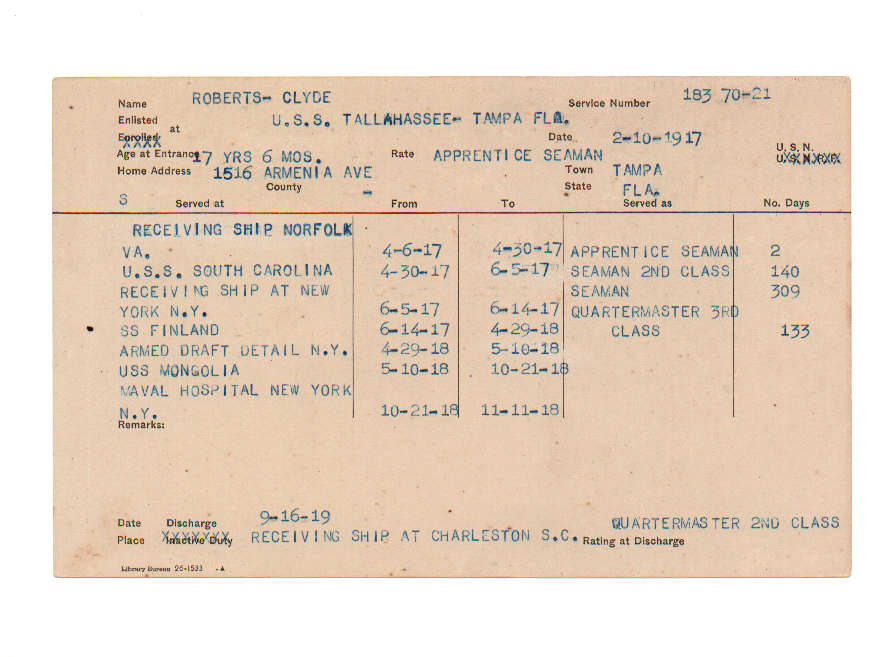 Name ROBERTS- CLYDE Service Number 183 70-21
Enlisted
Enrolled at U.S.S. TALLAHASSEE- TAMPA FLA. Date 2-10-1917
U. S. N.
Age at Entrance 17 YRS 6 MOS. Rate APPRENTICE SEAMAN U. S. N. R. F.
Home Address 1516 ARMENIA AVE Town TAMPA
County - State FLA.
S Served at From To Served as No. Days
RECEIVING SHIP NORFOLK
VA. 4-6-17 4-30-17 APPRENTICE SEAMAN 2
U.S.S. SOUTH CAROLINA 4-30-17 6-5-17 SEAMAN 2ND CLASS 140
RECEIVING SHIP AT NEW SEAMAN 309
YORK N.Y. 6-5-17 6-14-17 QUARTERMASTER 3RD
SS FINLAND 6-14-17 4-29-18 CLASS 133
ARMED DRAFT DETAIL N.Y. 4-29-18 5-10-18
USS MONGOLIA 5-10-18 10-21-18
NAVAL HOSPITAL NEW YORK
N.Y. 10-21-18 11-11-18
Remarks:
Date Discharge 9-16-19 QUARTERMASTER 2ND CLASS
Place Inactive Duty RECEIVING SHIP AT CHARLESTON S.C. Rating at Discharge
Library Bureau 26-1533 - A